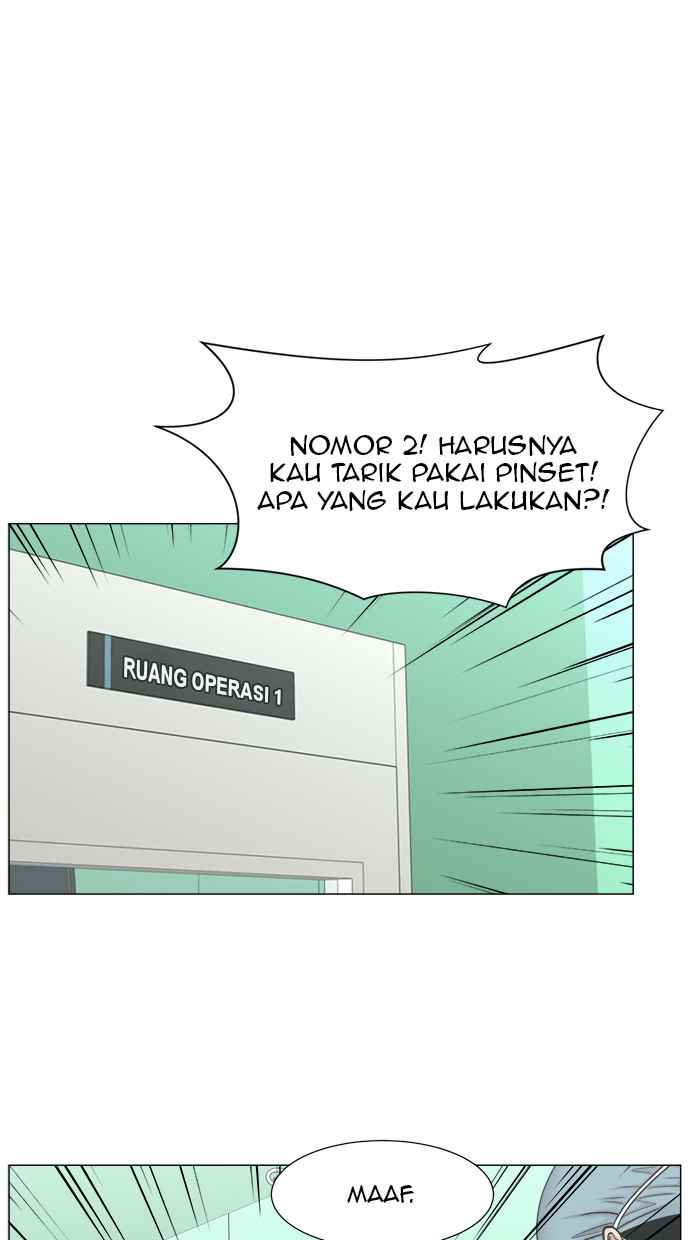 NOMOR 2! HARUSNYA
KAU TARIK PAKAI PINSET!
APA YANG KAU LAKUKAN?!
RUANG OPERASI 1
MAAF.